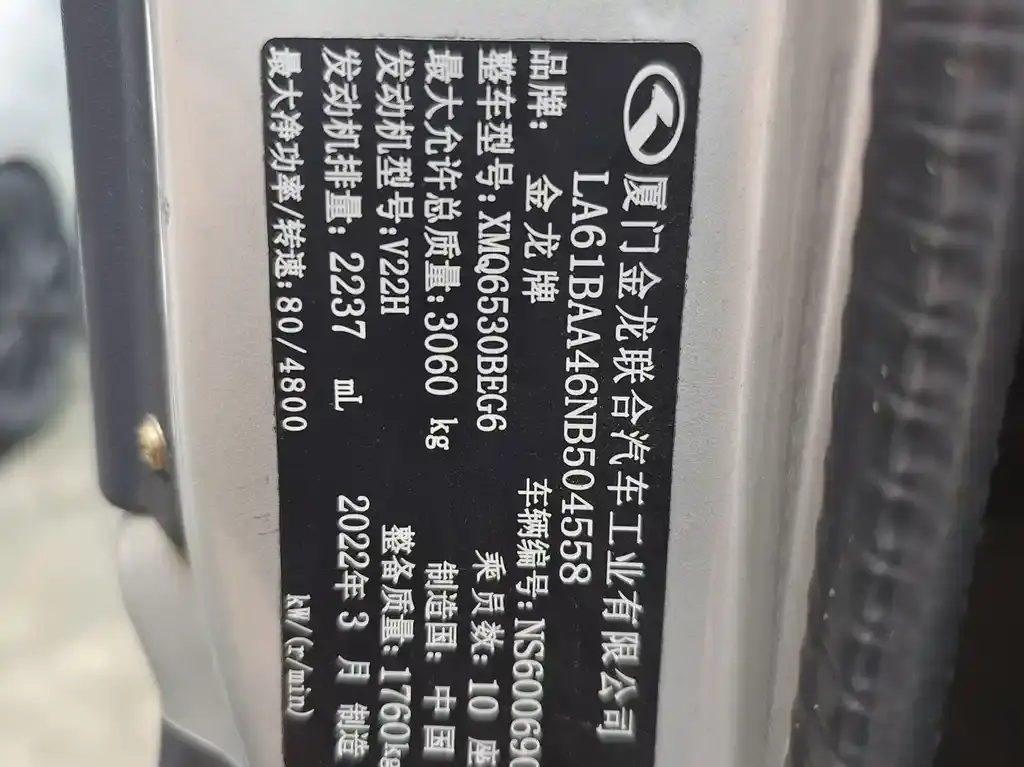 厦门金龙联合汽车工业有限公司
LA61BAA46NB504558
品牌: 金龙牌 车辆编号: NS600690
整车型号: XMQ6530BEG6 乘员数: 10 座
最大允许总质量: 3060 kg 制造国: 中国
发动机型号: V22H 整备质量: 1760kg
发动机排量: 2237 mL 2022年 3 月 制造
最大净功率/转速: 80/4800 kW/(r/min)